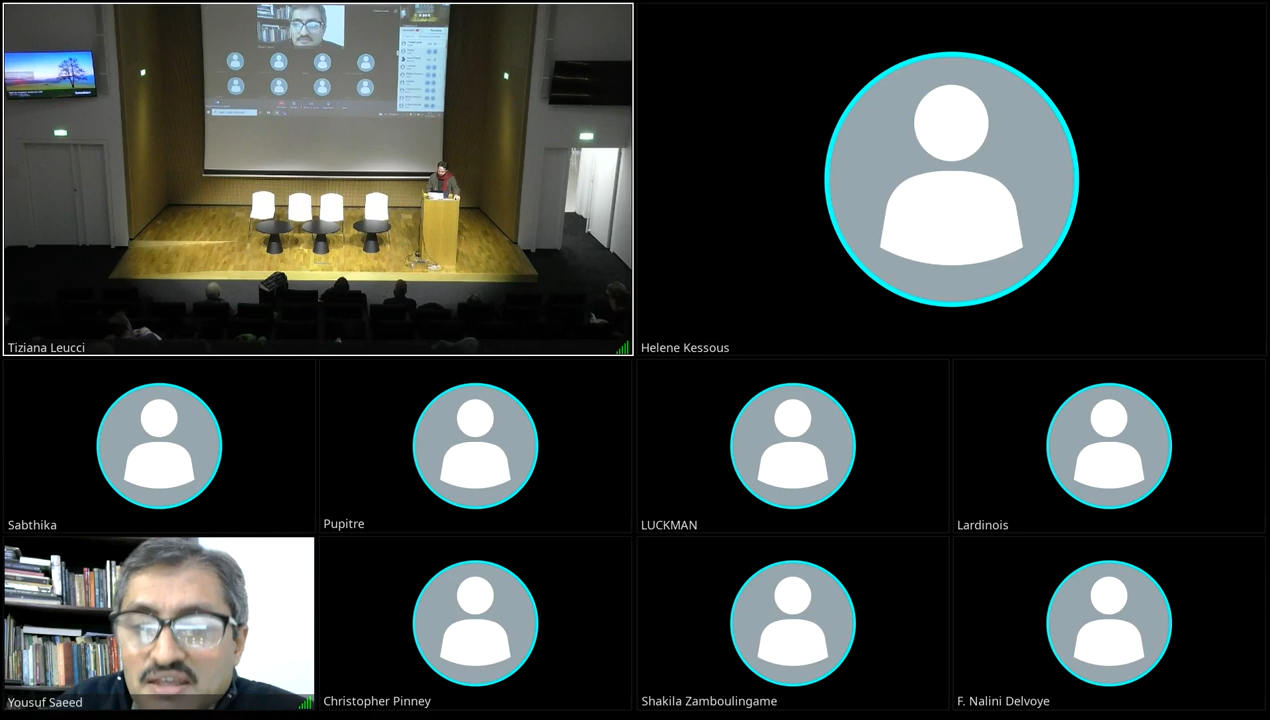 Tiziana Leucci
Helene Kessous
Sabthika
Pupitre
LUCKMAN
Lardinois
Yousuf Saeed
Christopher Pinney
Shakila Zamboulingame
F. Nalini Delvoye